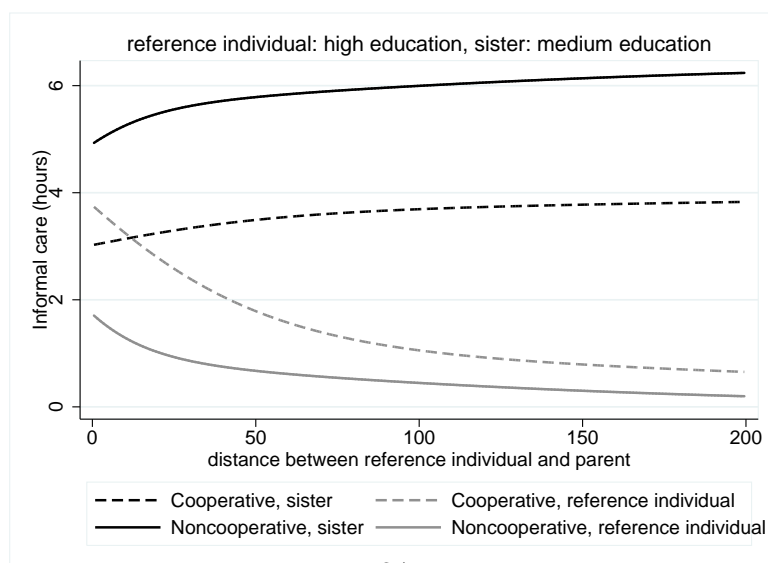 reference individual: high education, sister: medium education
Informal care (hours)
6
4
2
0
0 50 100 150 200
distance between reference individual and parent
Cooperative, sister Cooperative, reference individual
Noncooperative, sister Noncooperative, reference individual